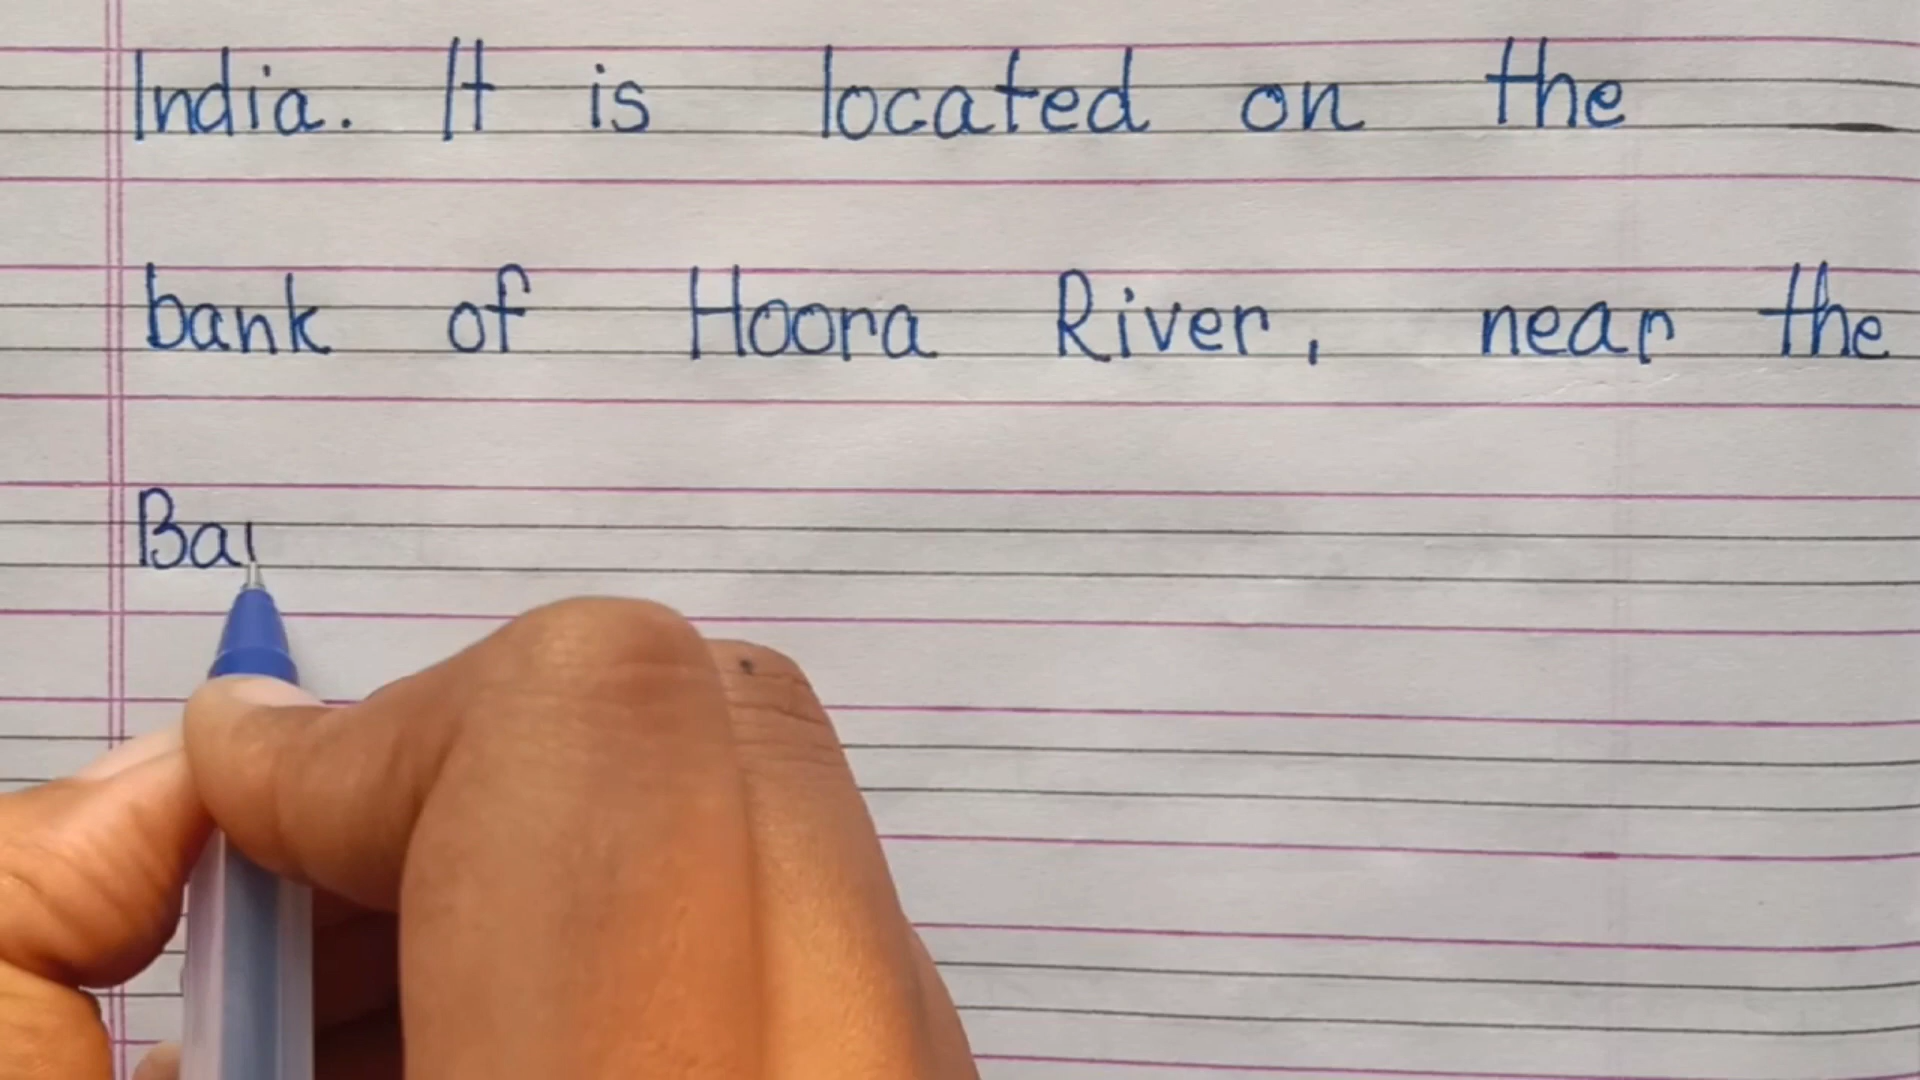 India. It is located on the
bank of Hoora River, near the
Ba